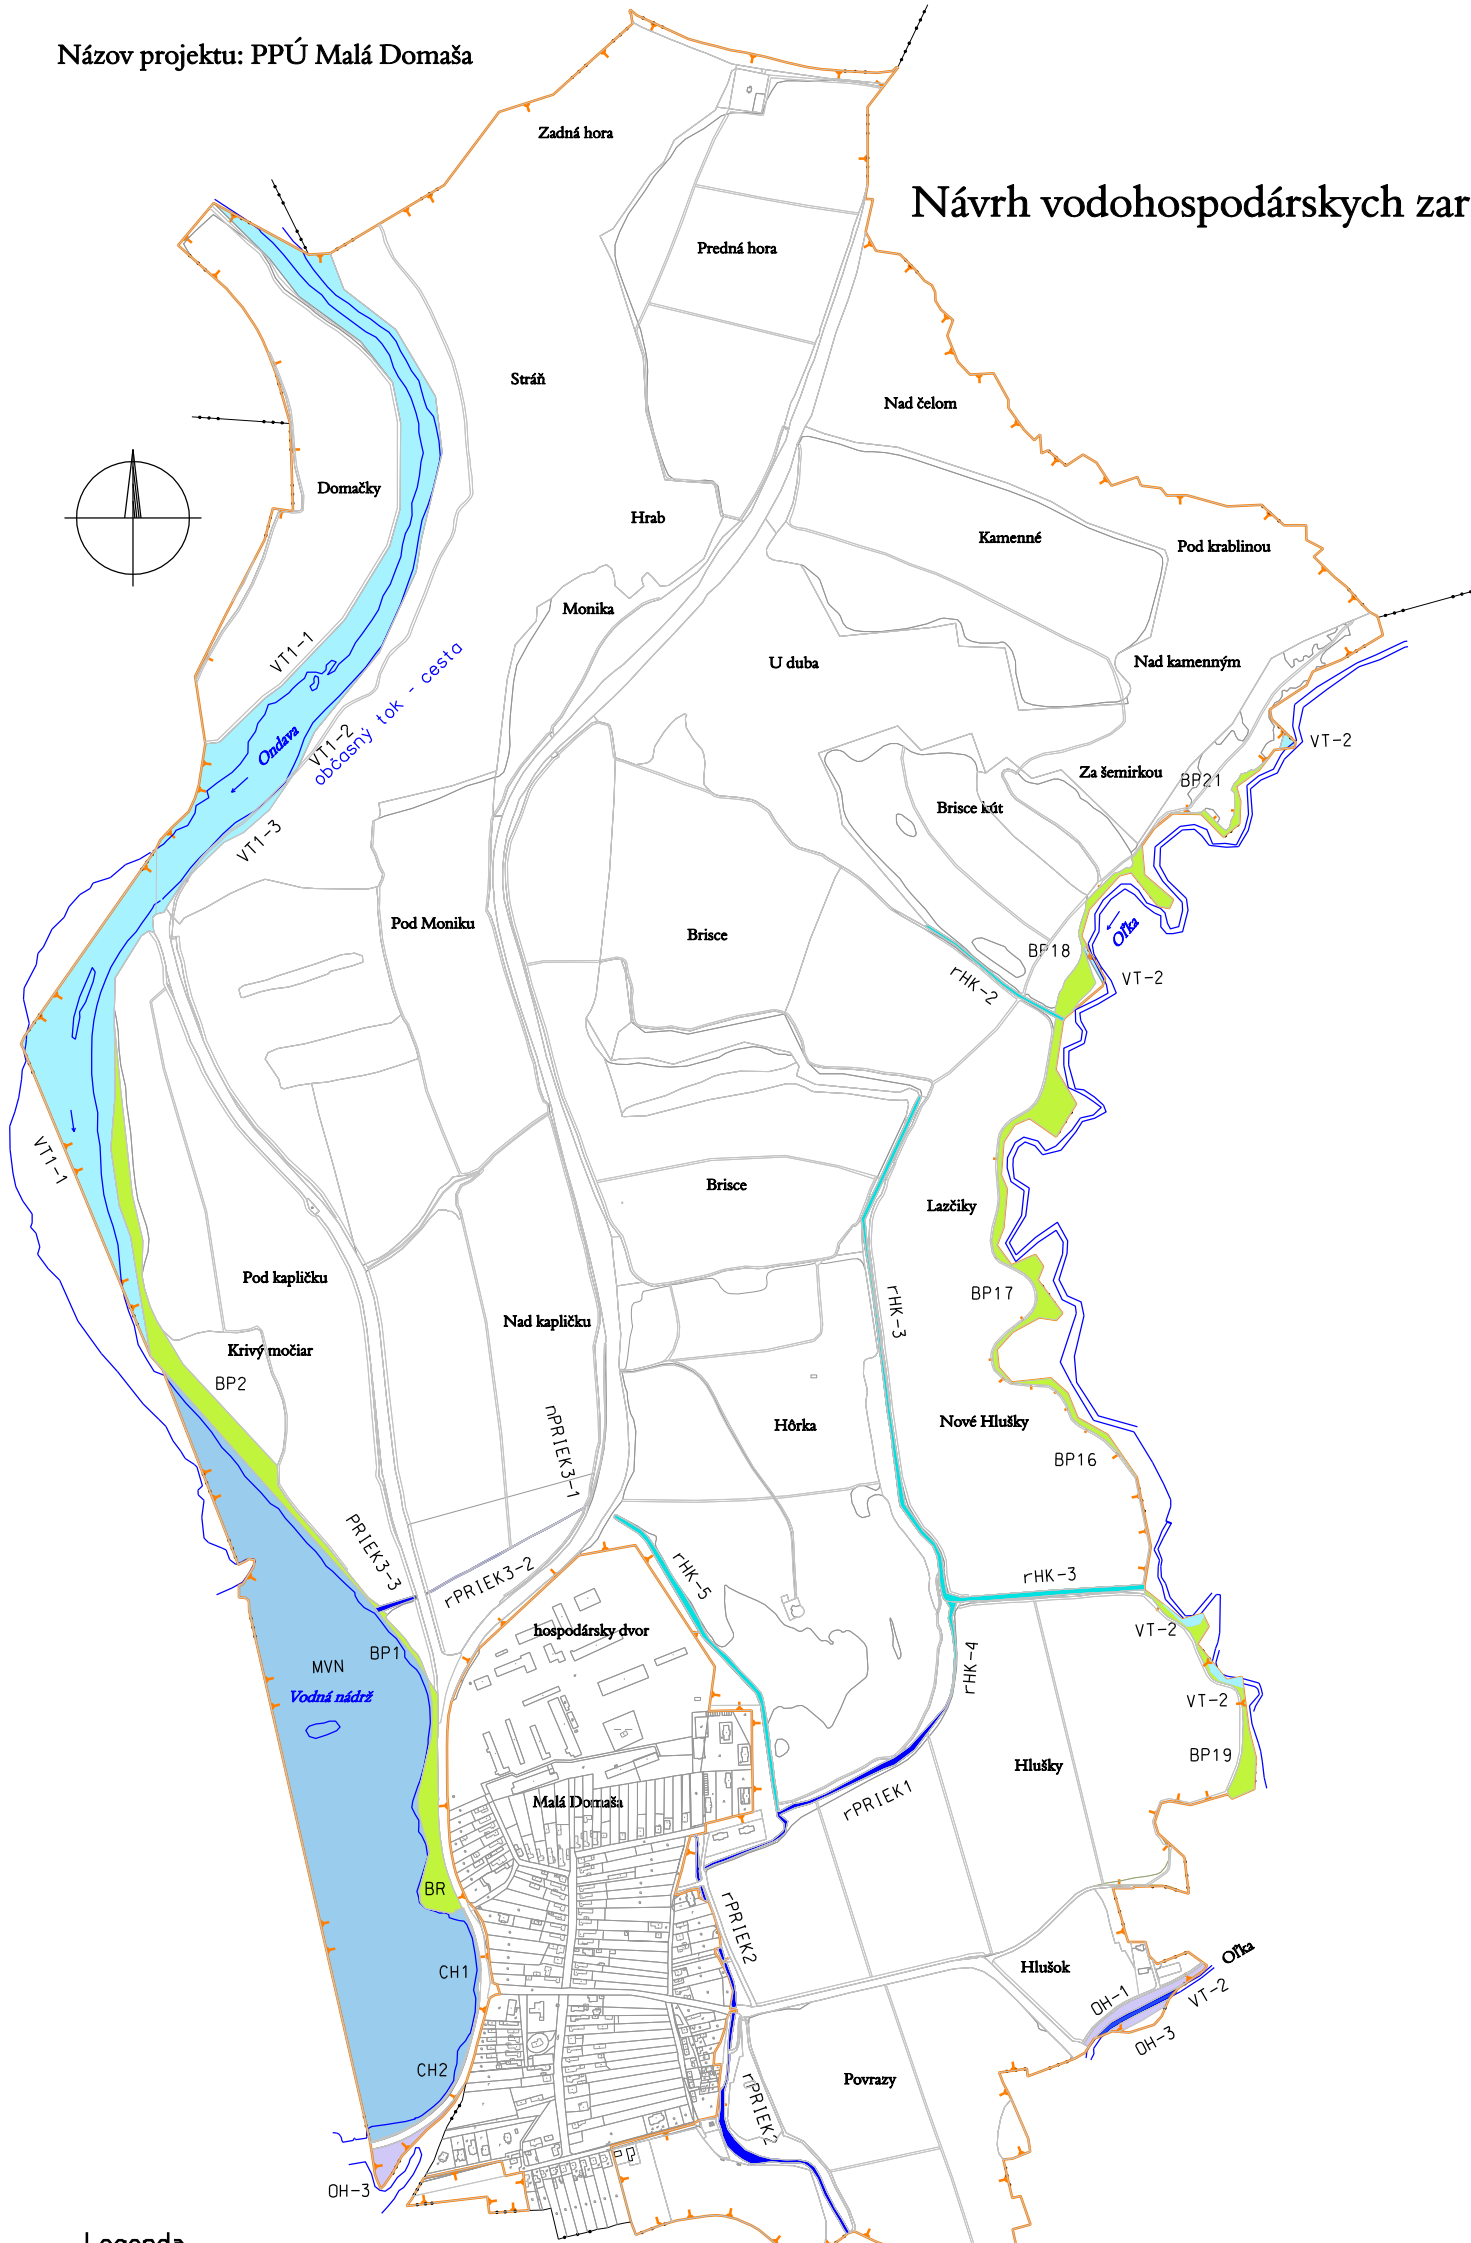 Názov projektu: PPÚ Malá Domaša
Zadná hora
Návrh vodohospodárskych zar
Predná hora
Stráň
Nad čelom
Domačky
Hrab
Kamenné
Pod krablinou
Monika
VT1-1
U duba
Nad kamenným
občasný tok - cesta
Ondava
VT1-2
VT-2
Za šemirkou
BP21
Brisce kút
VT1-3
Pod Moniku
Brisce
Oľka
BP18
rHK-2
VT-2
VT1-1
Brisce
Lazčiky
Pod kapličku
BP17
rHK-3
Nad kapličku
Krivý močiar
BP2
Hôrka
Nové Hlušky
nPRIEK3-1
BP16
PRIEK3-3
rPRIEK3-2
rHK-5
rHK-3
hospodársky dvor
VT-2
BP1
MVN
Vodná nádrž
rHK-4
VT-2
BP19
Hlušky
Malá Domaša
rPRIEK1
BR
rPRIEK2
CH1
Hlušok
Oľka
OH-1
VT-2
OH-3
CH2
Povrazy
rPRIEK2
OH-3
Legenda